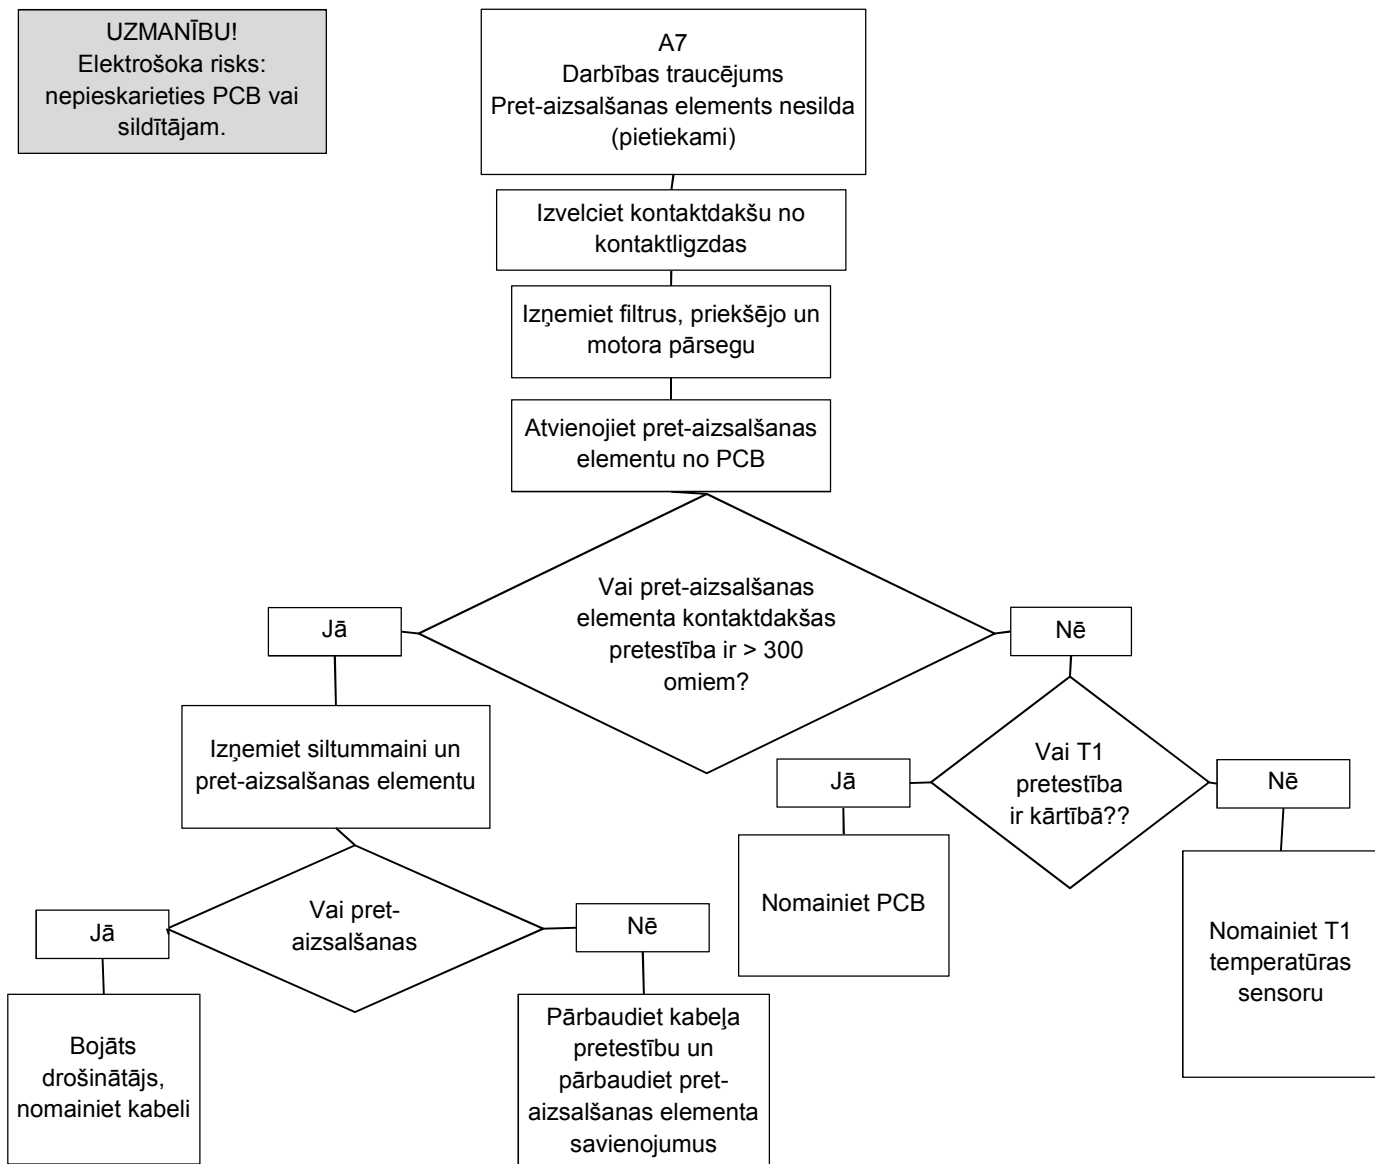 UZMANĪBU!
Elektrošoka risks:
nepieskarieties PCB vai
sildītājam.
A7
Darbības traucējums
Pret-aizsalšanas elements nesilda
(pietiekami)
Izvelciet kontaktdakšu no
kontaktligzdas
Izņemiet filtrus, priekšējo un
motora pārsegu
Atvienojiet pret-aizsalšanas
elementu no PCB
Vai pret-aizsalšanas
elementa kontaktdakšas
pretestība ir > 300
omiem?
Jā
Nē
Izņemiet siltummaini un
pret-aizsalšanas elementu
Vai T1
pretestība
ir kārtībā??
Jā
Nē
Nomainiet PCB
Nomainiet T1
temperatūras
sensoru
Vai pret-
aizsalšanas
Jā
Nē
Bojāts
drošinātājs,
nomainiet kabeli
Pārbaudiet kabeļa
pretestību un
pārbaudiet pret-
aizsalšanas elementa
savienojumus